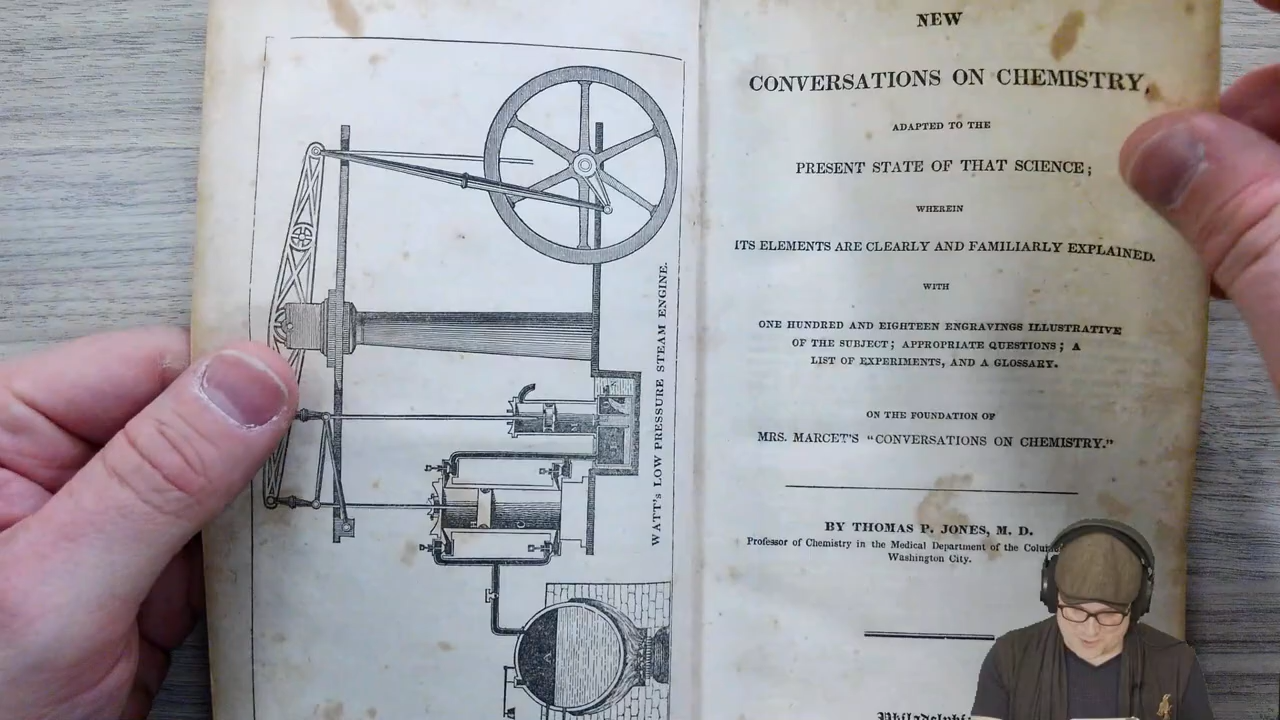 WATT's LOW PRESSURE STEAM ENGINE.
NEW
CONVERSATIONS ON CHEMISTRY,
ADAPTED TO THE
PRESENT STATE OF THAT SCIENCE;
WHEREIN
ITS ELEMENTS ARE CLEARLY AND FAMILIARLY EXPLAINED.
WITH
ONE HUNDRED AND EIGHTEEN ENGRAVINGS ILLUSTRATIVE
OF THE SUBJECT; APPROPRIATE QUESTIONS; A
LIST OF EXPERIMENTS, AND A GLOSSARY.
ON THE FOUNDATION OF
MRS. MARCET'S "CONVERSATIONS ON CHEMISTRY."
BY THOMAS P. JONES, M. D.
Professor of Chemistry in the Medical Department of the
Washington City.